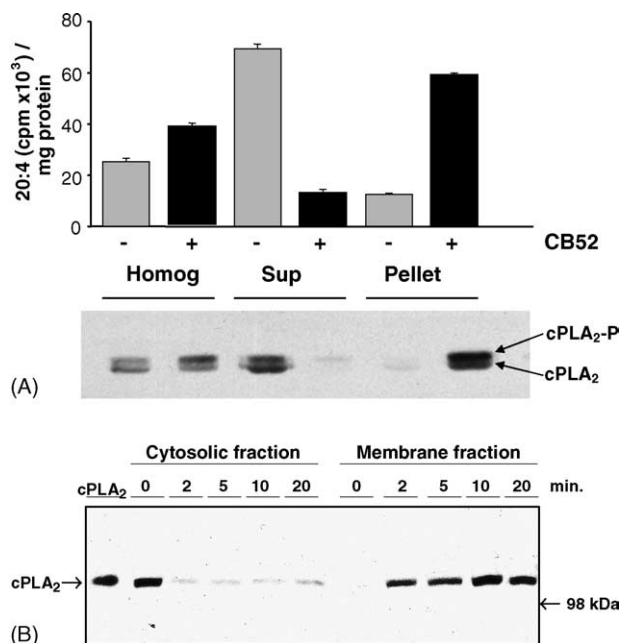 20:4 (cpm x10³) /
mg protein
80
60
40
20
0
- + - + - + CB52
Homog Sup Pellet
cPLA₂-P
cPLA₂
(A)
Cytosolic fraction Membrane fraction
cPLA₂ 0 2 5 10 20 0 2 5 10 20 min.
cPLA₂→
← 98 kDa
(B)